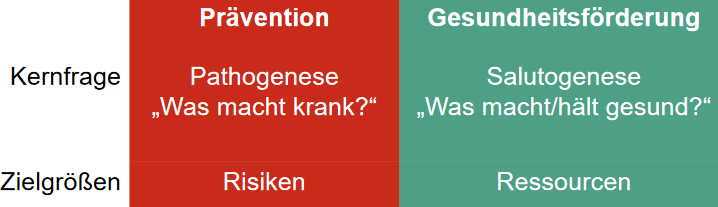 Prävention Gesundheitsförderung
Kernfrage Pathogenese Salutogenese
„Was macht krank?“ „Was macht/hält gesund?“
Zielgrößen Risiken Ressourcen